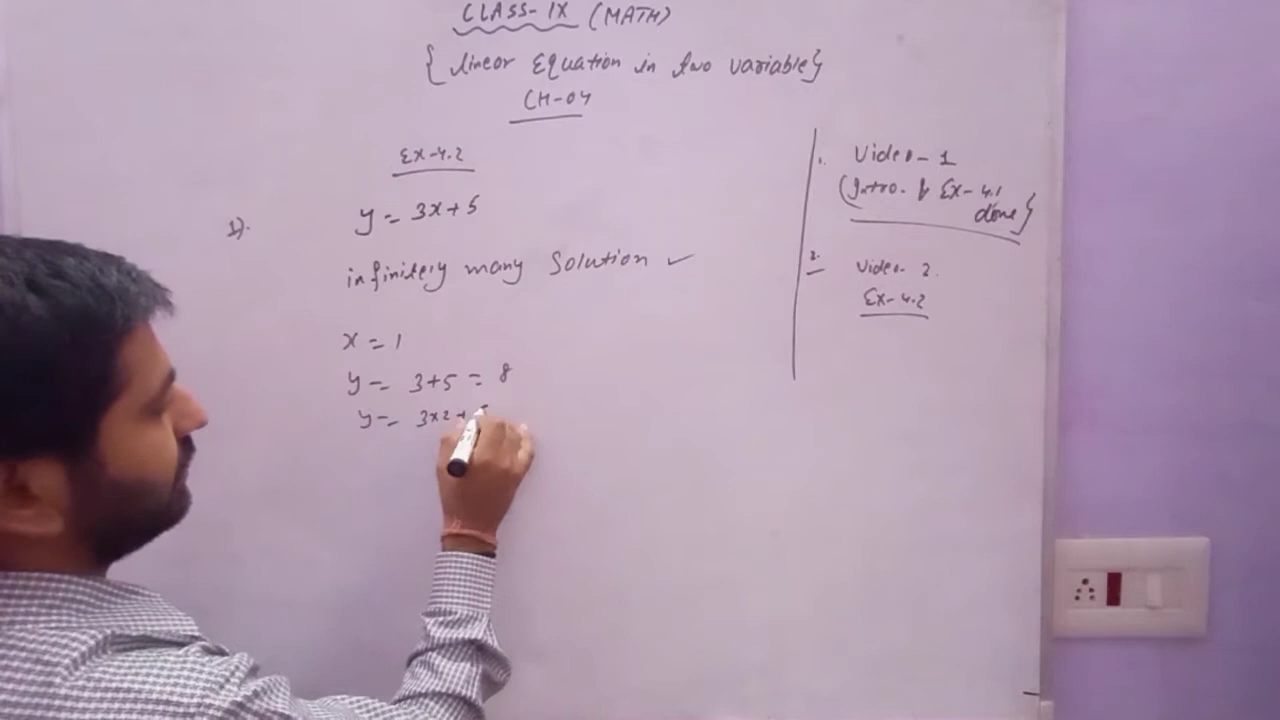 CLASS-IX (MATH)
{linear Equation in two variable}
CH-04
Ex-4.2
1).
y = 3x+5
infinitely many Solution ✓
x = 1
y = 3+5 = 8
y = 3x2+5
1. Video-1
(Intro. & Ex-4.1
done}
2. Video-2.
Ex-4.2